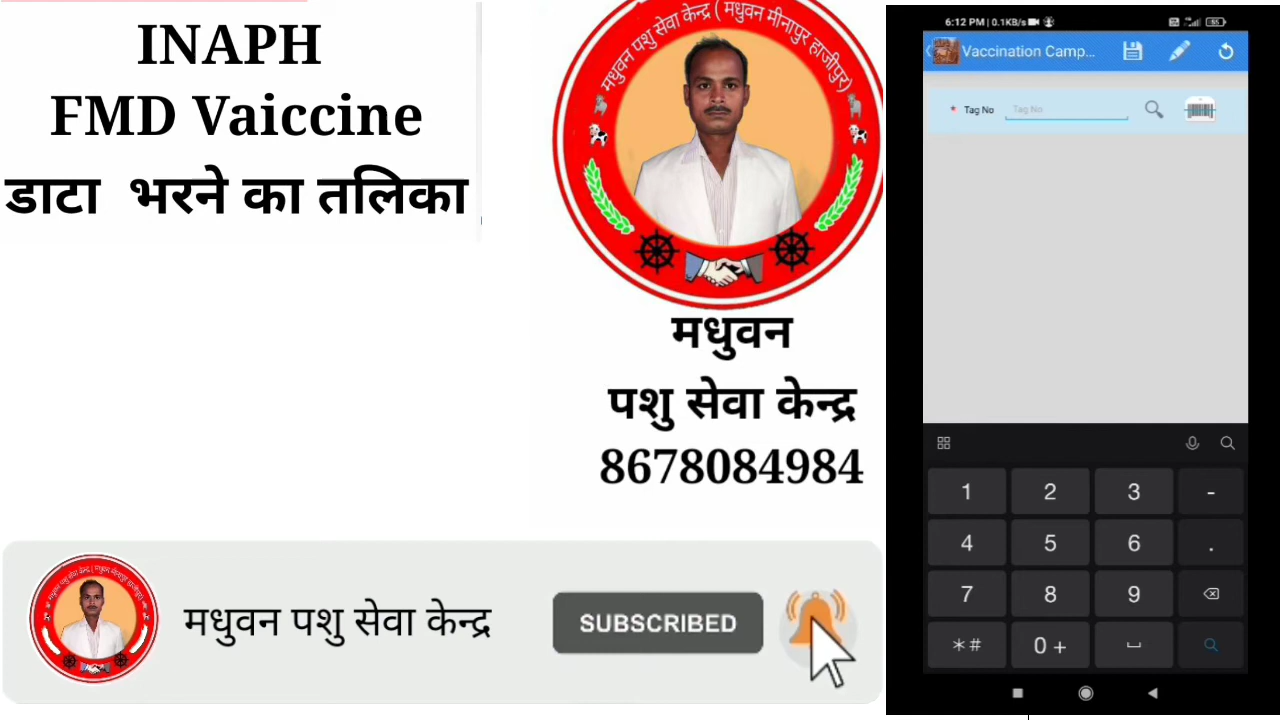 INAPH
FMD Vaiccine
डाटा भरने का तलिका
मधुवन पशु सेवा केन्द्र ( मधुवन मीनापुर हाजीपुर)
मधुवन
पशु सेवा केन्द्र
8678084984
मधुवन पशु सेवा केन्द्र
SUBSCRIBED
6:12 PM | 0.1KB/s
55
Vaccination Camp...
* Tag No
Tag No
1 2 3 -
4 5 6 .
7 8 9
*# 0 +